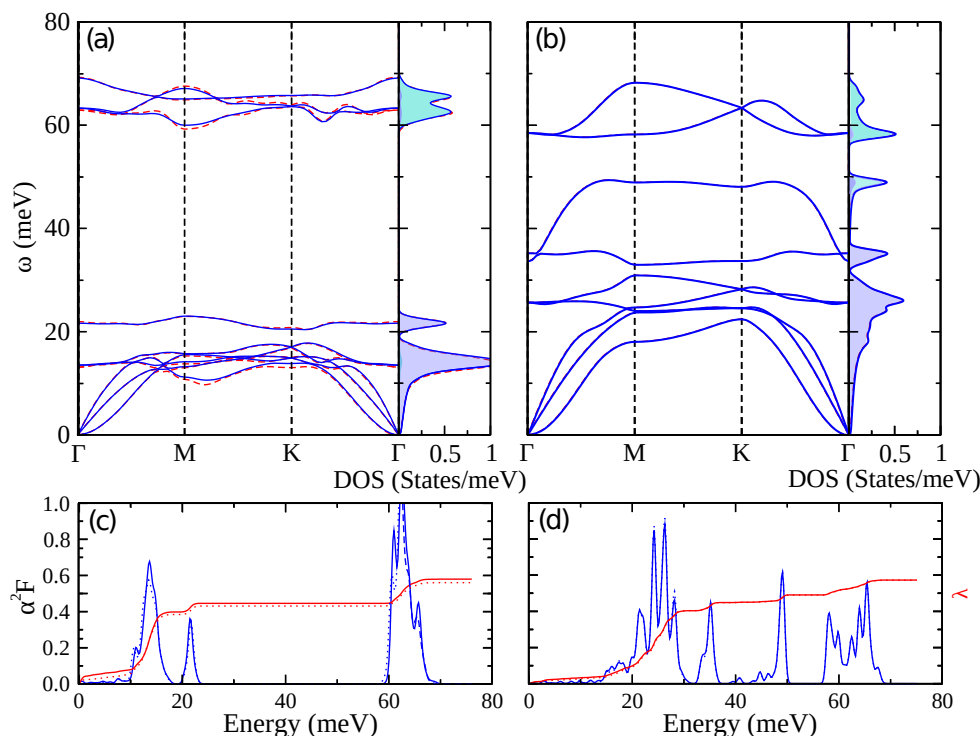 (a)
(b)
80
60
40
20
0
ω (meV)
Γ
M
K
Γ
0.5
1
DOS (States/meV)
Γ
M
K
Γ
0.5
1
DOS (States/meV)
(c)
(d)
1.0
0.8
0.6
0.4
0.2
0
α²F
λ
0
20
40
60
80
Energy (meV)
0
20
40
60
80
Energy (meV)